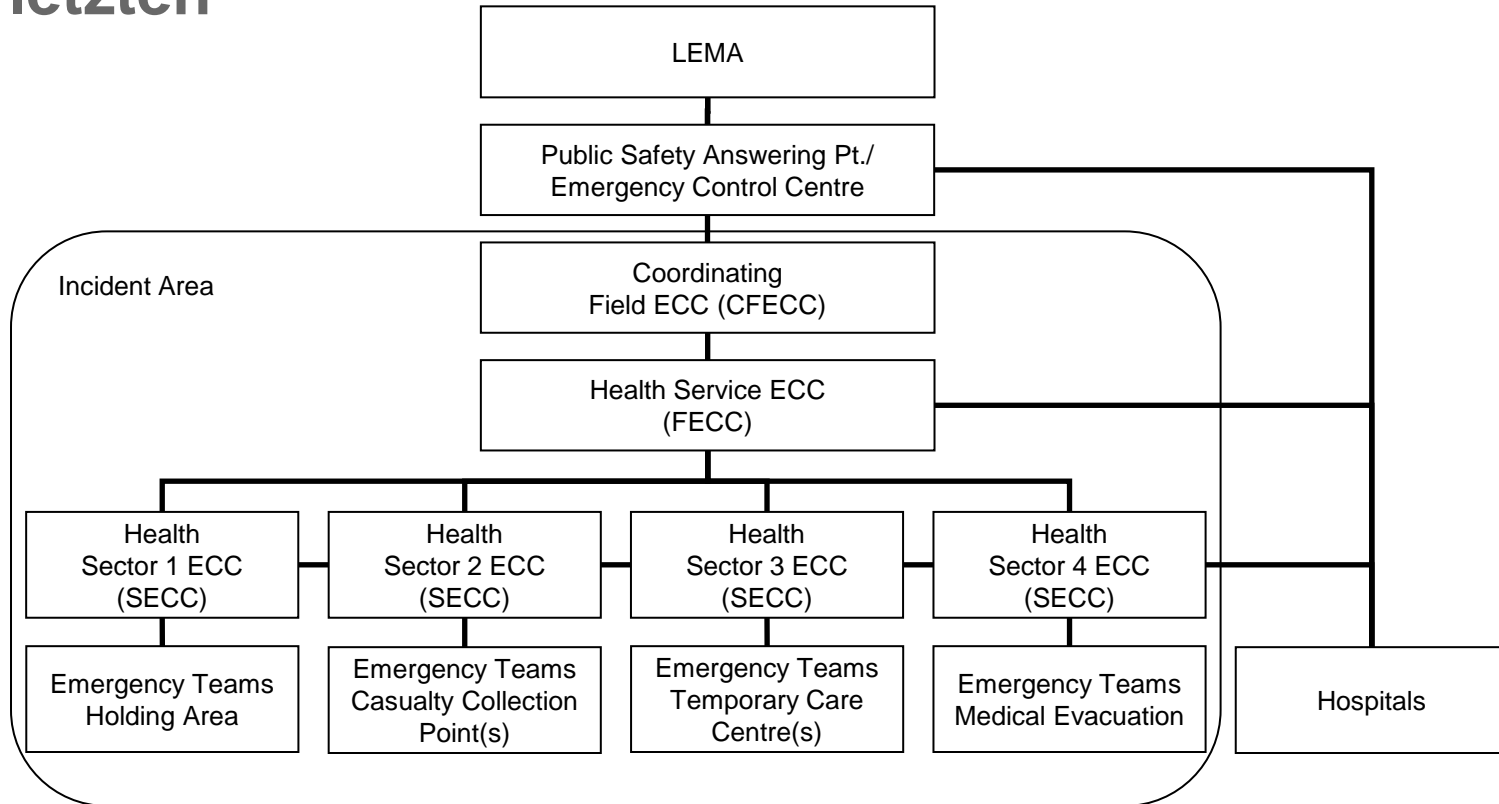 letzten
LEMA
Public Safety Answering Pt./
Emergency Control Centre
Incident Area
Coordinating
Field ECC (CFECC)
Health Service ECC
(FECC)
Health
Sector 1 ECC
(SECC)
Health
Sector 2 ECC
(SECC)
Health
Sector 3 ECC
(SECC)
Health
Sector 4 ECC
(SECC)
Emergency Teams
Holding Area
Emergency Teams
Casualty Collection
Point(s)
Emergency Teams
Temporary Care
Centre(s)
Emergency Teams
Medical Evacuation
Hospitals